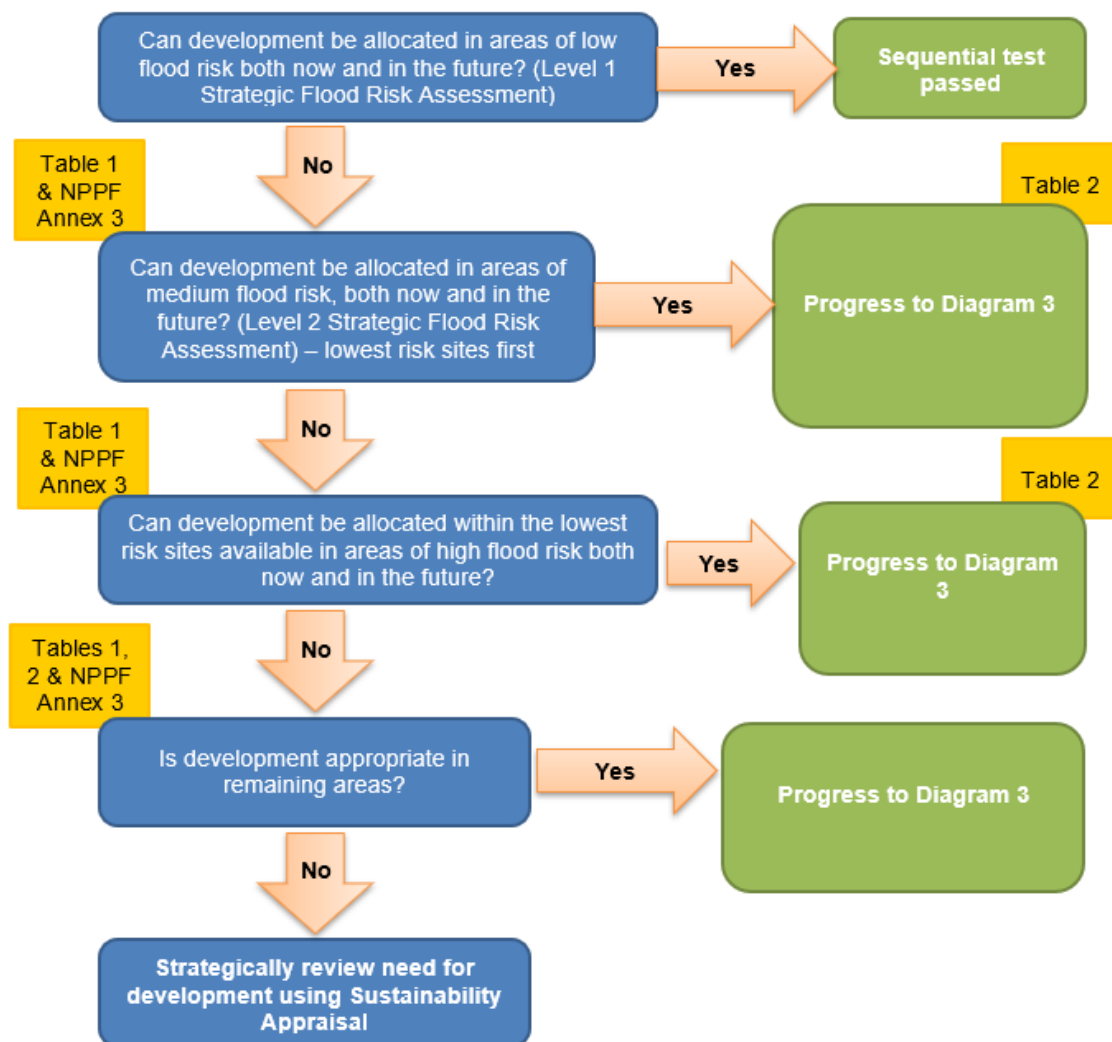 Can development be allocated in areas of low
flood risk both now and in the future? (Level 1
Strategic Flood Risk Assessment)
Yes
Sequential test
passed
No
Table 1
& NPPF
Annex 3
Table 2
Can development be allocated in areas of
medium flood risk, both now and in the
future? (Level 2 Strategic Flood Risk
Assessment) – lowest risk sites first
Yes
Progress to Diagram 3
No
Table 1
& NPPF
Annex 3
Table 2
Can development be allocated within the lowest
risk sites available in areas of high flood risk both
now and in the future?
Yes
Progress to Diagram
3
No
Tables 1,
2 & NPPF
Annex 3
Is development appropriate in
remaining areas?
Yes
Progress to Diagram 3
No
Strategically review need for
development using Sustainability
Appraisal